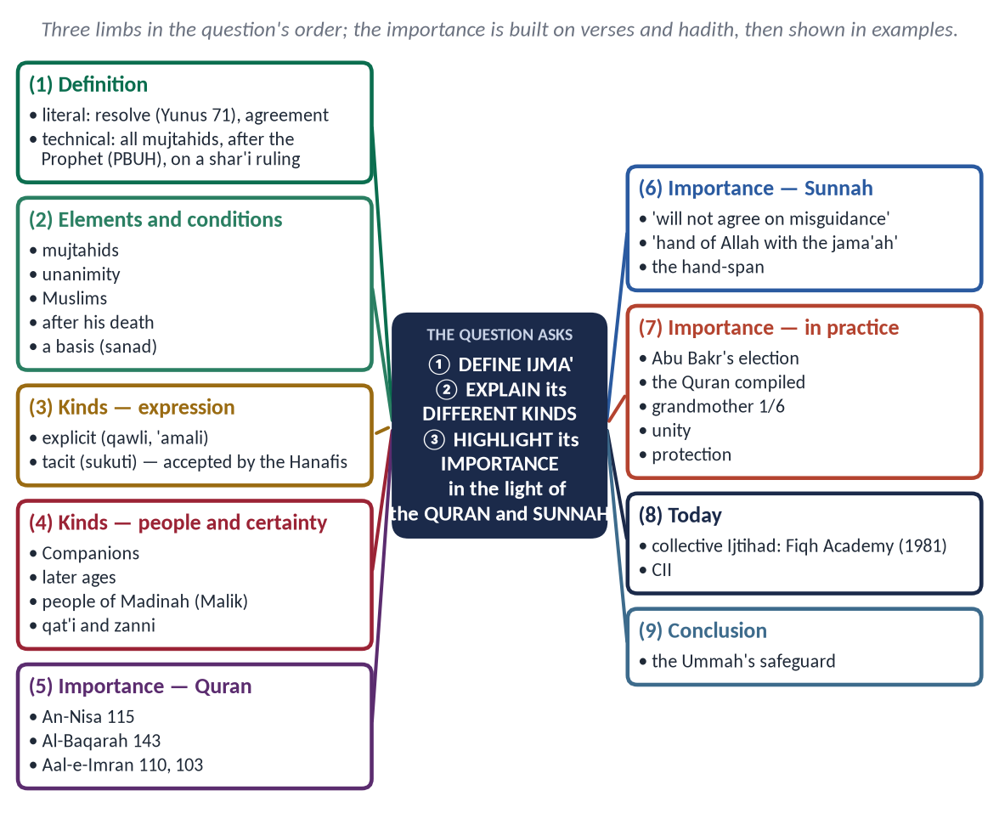 Three limbs in the question's order; the importance is built on verses and hadith, then shown in examples.
(1) Definition
• literal: resolve (Yunus 71), agreement
• technical: all mujtahids, after the
Prophet (PBUH), on a shar'i ruling
(2) Elements and conditions
• mujtahids
• unanimity
• Muslims
• after his death
• a basis (sanad)
(3) Kinds — expression
• explicit (qawli, 'amali)
• tacit (sukuti) — accepted by the Hanafis
(4) Kinds — people and certainty
• Companions
• later ages
• people of Madinah (Malik)
• qat'i and zanni
(5) Importance — Quran
• An-Nisa 115
• Al-Baqarah 143
• Aal-e-Imran 110, 103
THE QUESTION ASKS
① DEFINE IJMA'
② EXPLAIN its
DIFFERENT KINDS
③ HIGHLIGHT its
IMPORTANCE
in the light of
the QURAN and SUNNAH
(6) Importance — Sunnah
• 'will not agree on misguidance'
• 'hand of Allah with the jama'ah'
• the hand-span
(7) Importance — in practice
• Abu Bakr's election
• the Quran compiled
• grandmother 1/6
• unity
• protection
(8) Today
• collective Ijtihad: Fiqh Academy (1981)
• CII
(9) Conclusion
• the Ummah's safeguard